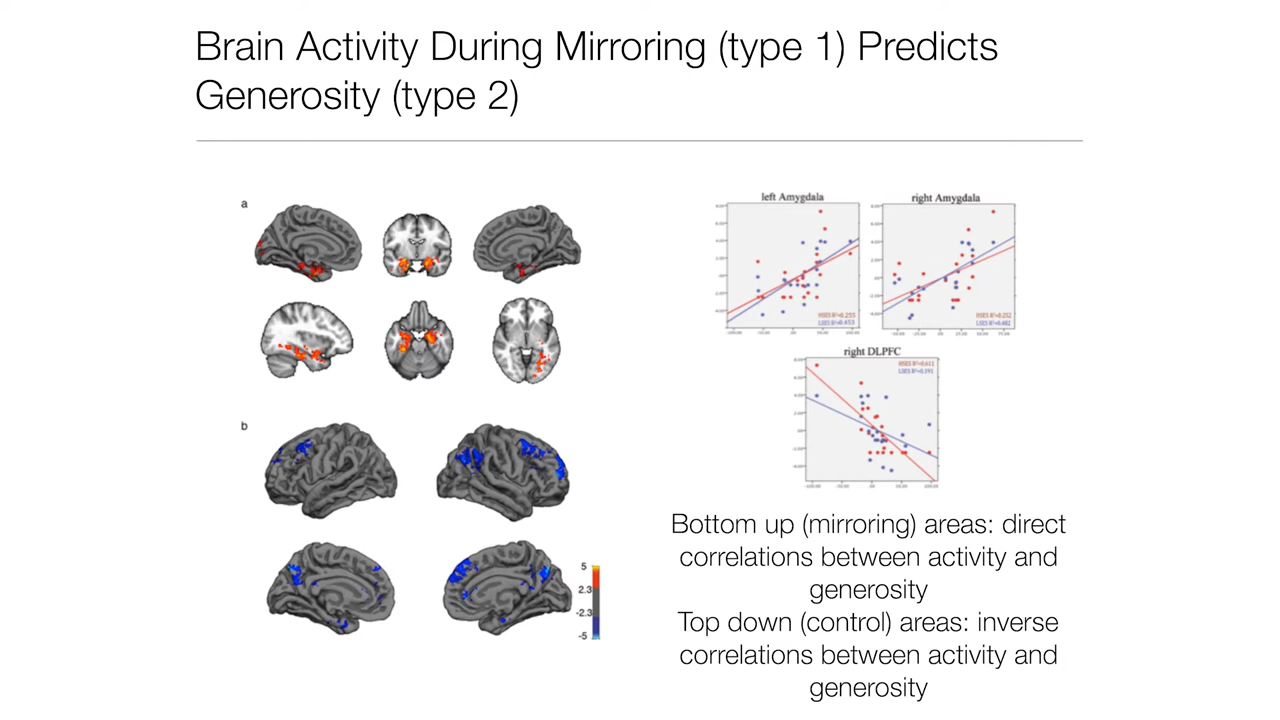 Brain Activity During Mirroring (type 1) Predicts
Generosity (type 2)
a
b
5
2.3
-2.3
-5
left Amygdala
right Amygdala
right DLPFC
Bottom up (mirroring) areas: direct
correlations between activity and
generosity
Top down (control) areas: inverse
correlations between activity and
generosity